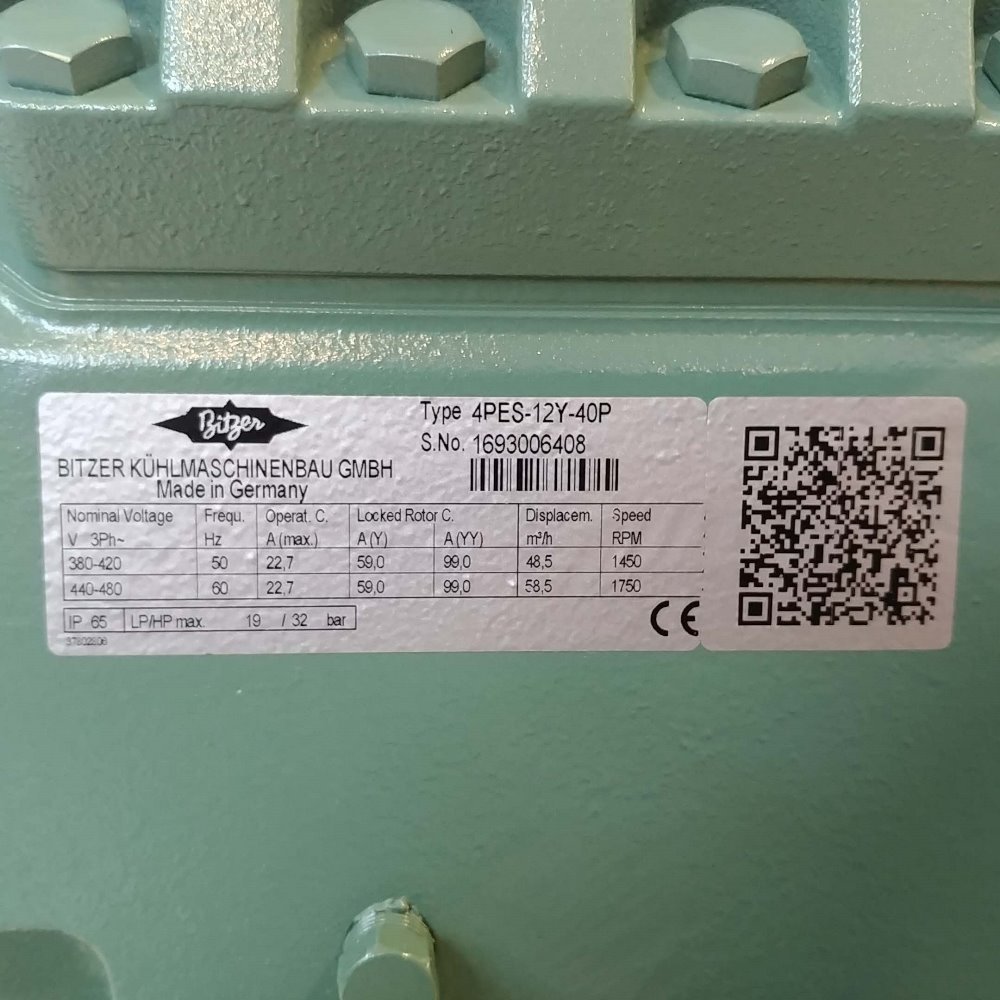 Bitzer
BITZER KÜHLMASCHINENBAU GMBH
Made in Germany
Type 4PES-12Y-40P
S.No. 1693006408
Nominal Voltage Frequ. Operat. C. Locked Rotor C. Displacem. Speed
V 3Ph~ Hz A (max.) A (Y) A (YY) m³/h RPM
380-420 50 22,7 59,0 99,0 48,5 1450
440-480 60 22,7 59,0 99,0 58,5 1750
IP 65 LP/HP max. 19 / 32 bar
CE